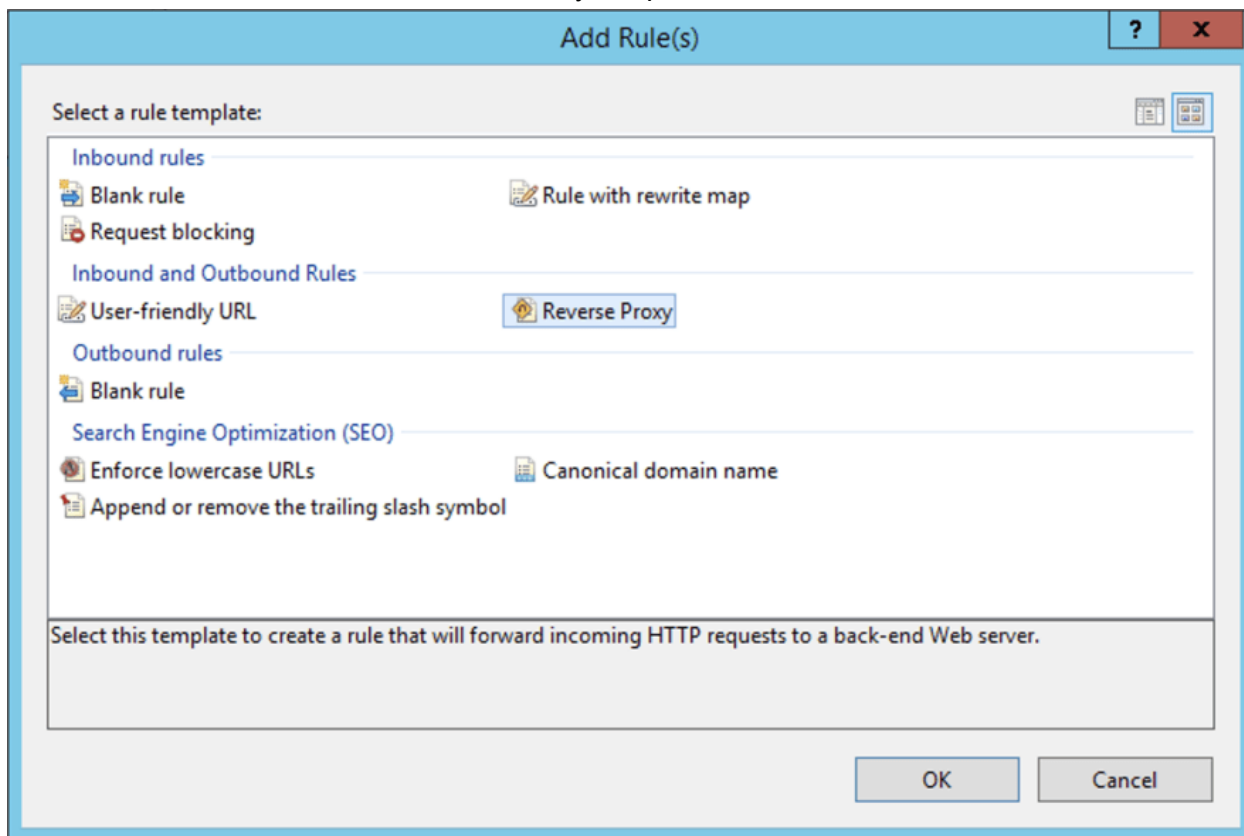 Add Rule(s)
?
x
Select a rule template:
Inbound rules
Blank rule
Rule with rewrite map
Request blocking
Inbound and Outbound Rules
User-friendly URL
Reverse Proxy
Outbound rules
Blank rule
Search Engine Optimization (SEO)
Enforce lowercase URLs
Canonical domain name
Append or remove the trailing slash symbol
Select this template to create a rule that will forward incoming HTTP requests to a back-end Web server.
OK
Cancel